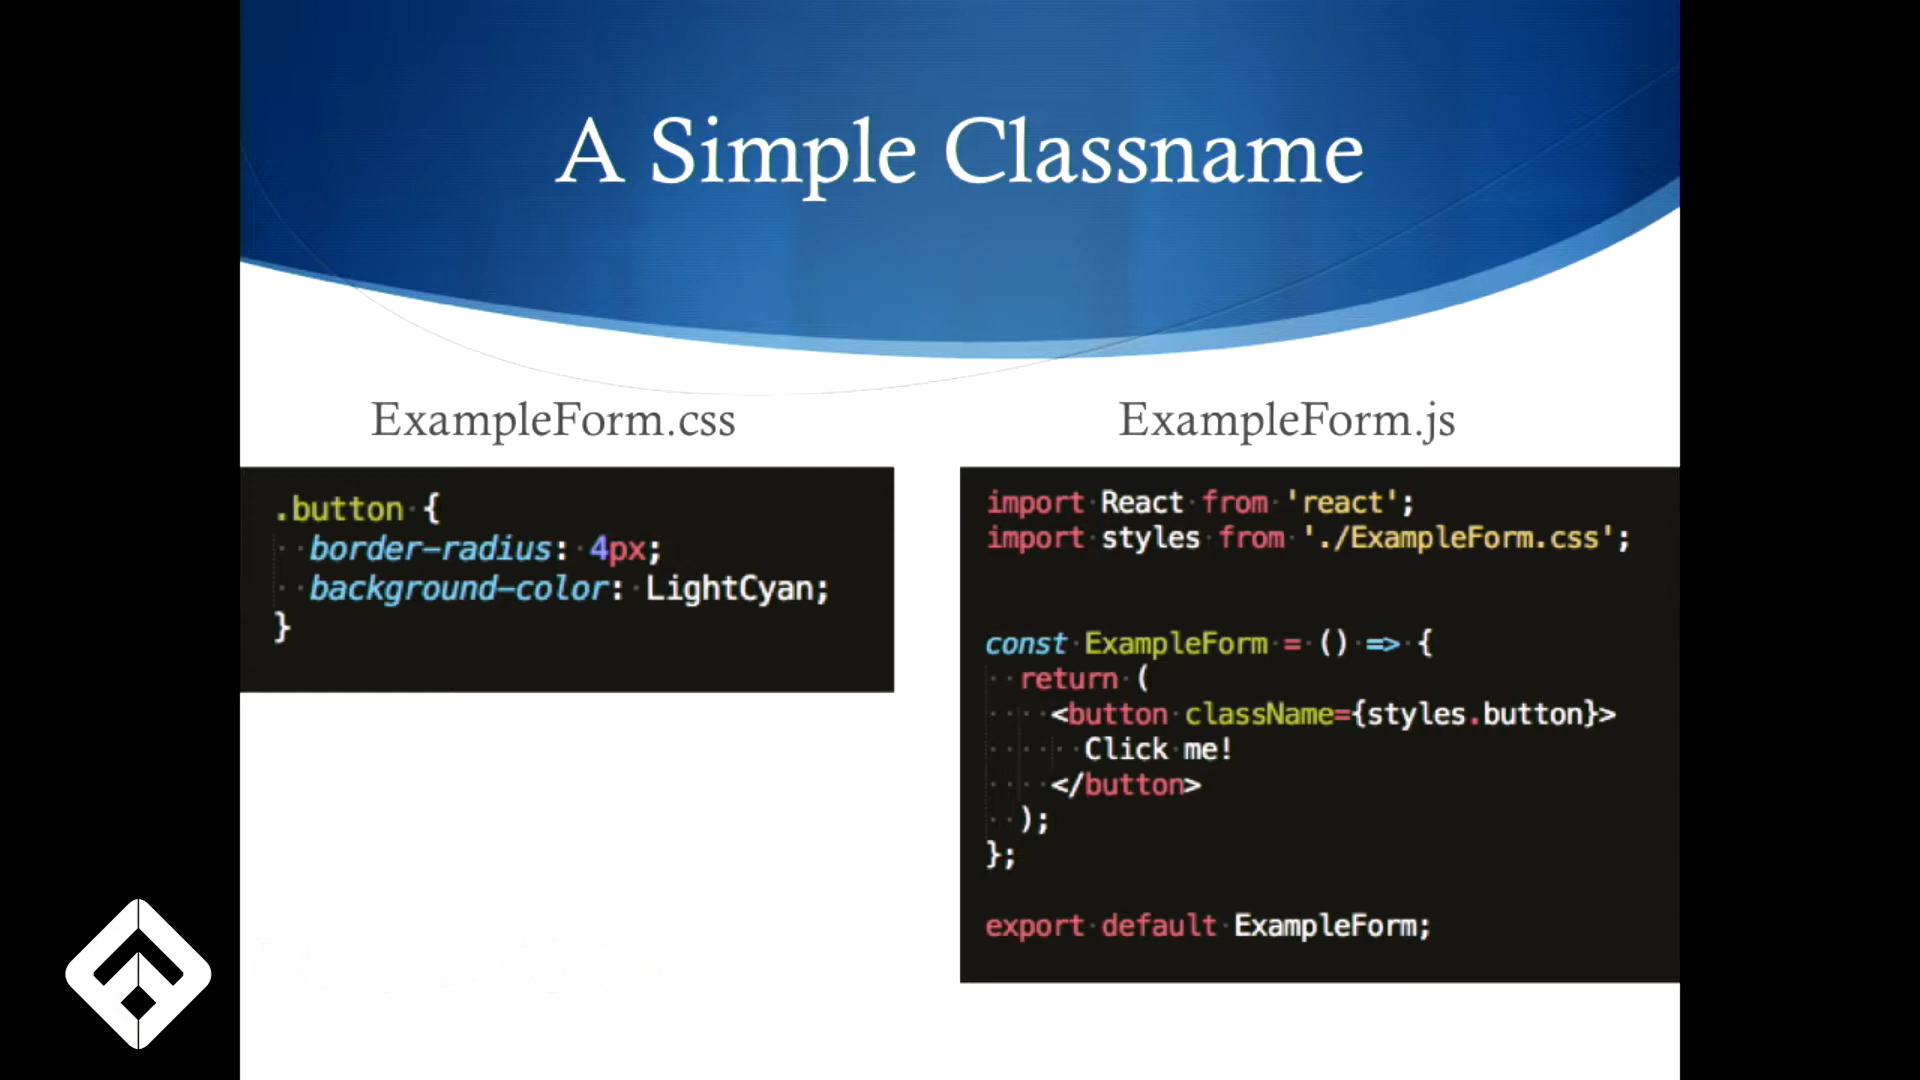 A Simple Classname
ExampleForm.css
.button {
  border-radius: 4px;
  background-color: LightCyan;
}
ExampleForm.js
import React from 'react';
import styles from './ExampleForm.css';
const ExampleForm = () => {
  return (
    <button className={styles.button}>
      Click me!
    </button>
  );
};
export default ExampleForm;